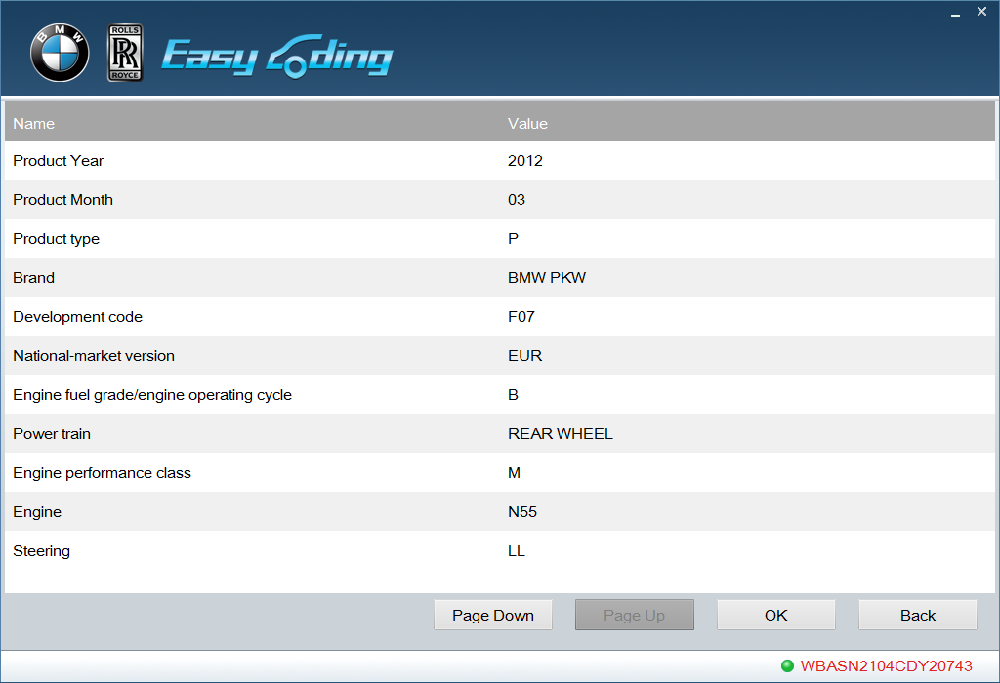 BMW
ROLLS
RR
ROYCE
Easy Coding
Name Value
Product Year 2012
Product Month 03
Product type P
Brand BMW PKW
Development code F07
National-market version EUR
Engine fuel grade/engine operating cycle B
Power train REAR WHEEL
Engine performance class M
Engine N55
Steering LL
Page Down Page Up OK Back
WBASN2104CDY20743